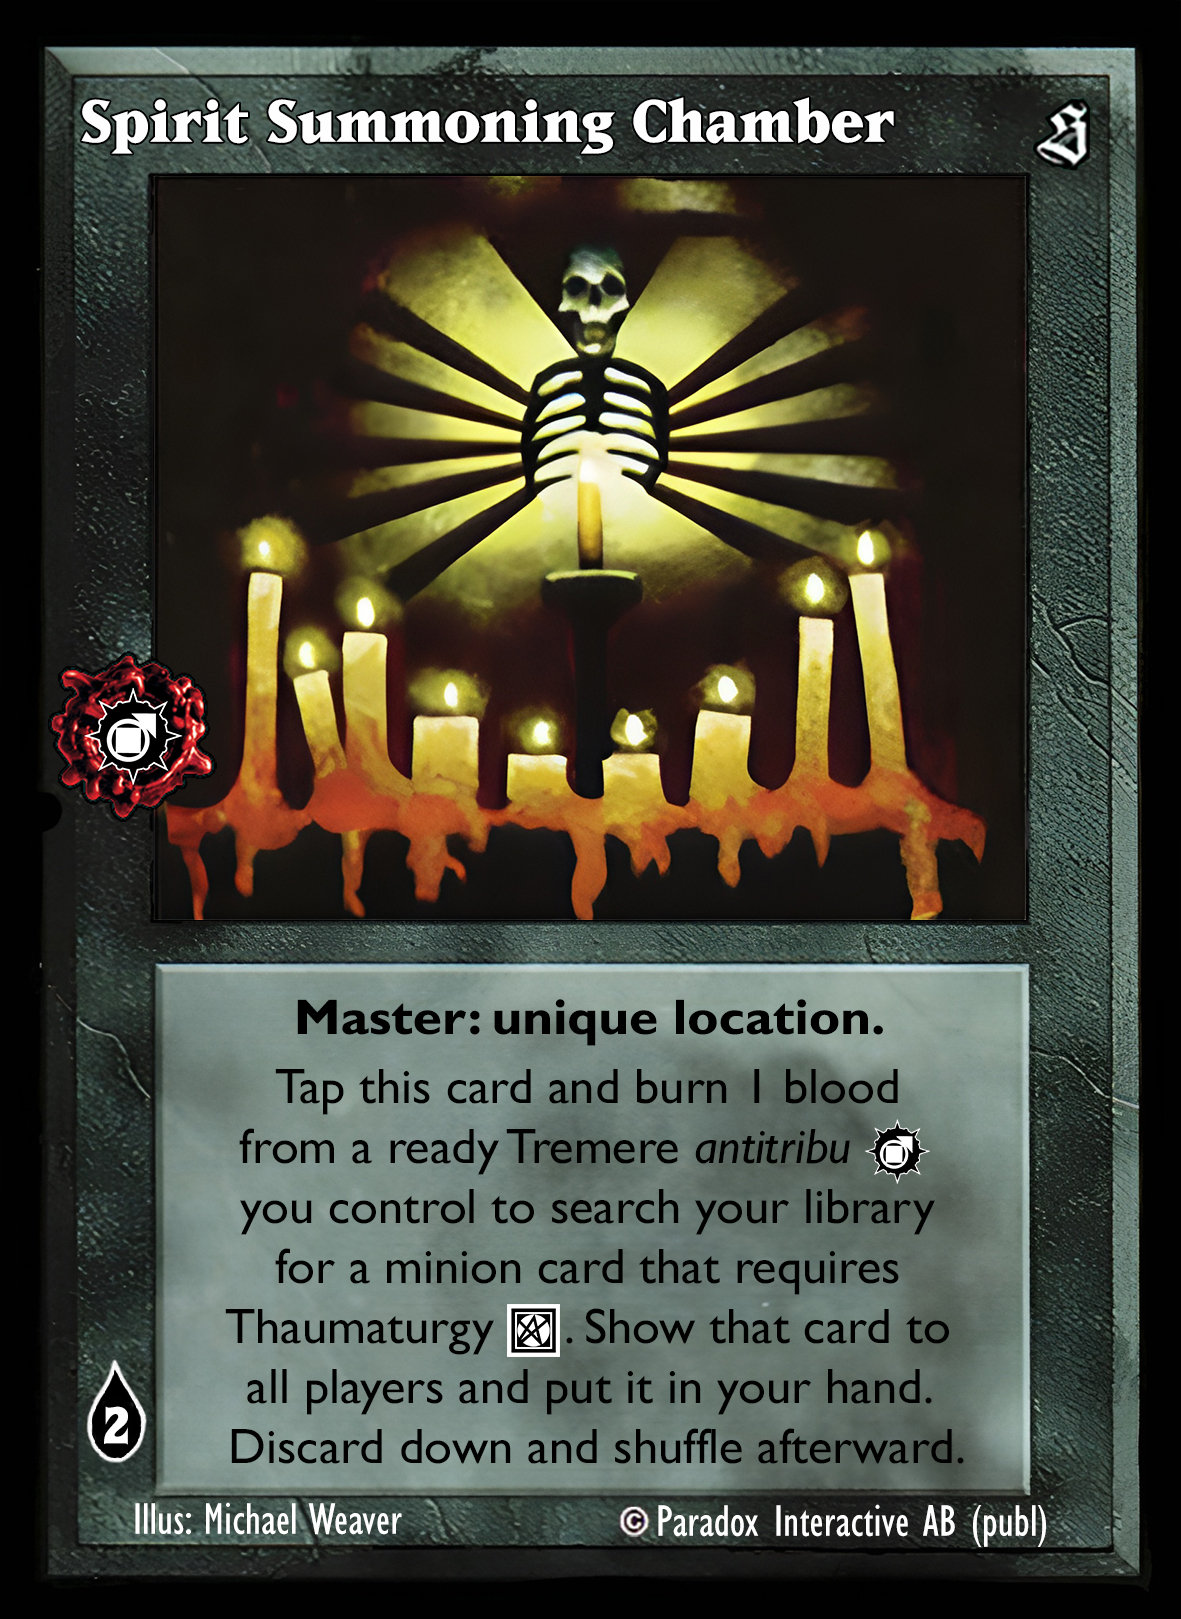 Spirit Summoning Chamber
Master: unique location.
Tap this card and burn 1 blood
from a ready Tremere antitribu
you control to search your library
for a minion card that requires
Thaumaturgy . Show that card to
all players and put it in your hand.
Discard down and shuffle afterward.
2
Illus: Michael Weaver
© Paradox Interactive AB (publ)